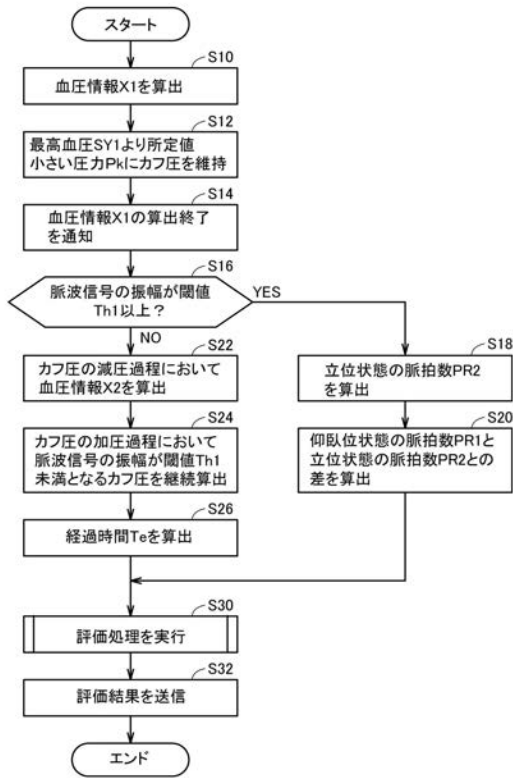 スタート
S10
血圧情報X1を算出
S12
最高血圧SY1より所定値
小さい圧力Pkにカフ圧を維持
S14
血圧情報X1の算出終了
を通知
S16
脈波信号の振幅が閾値
Th1以上？
YES
NO
S22
カフ圧の減圧過程において
血圧情報X2を算出
S24
カフ圧の加圧過程において
脈波信号の振幅が閾値Th1
未満となるカフ圧を継続算出
S26
経過時間Teを算出
S18
立位状態の脈拍数PR2
を算出
S20
仰臥位状態の脈拍数PR1と
立位状態の脈拍数PR2との
差を算出
S30
評価処理を実行
S32
評価結果を送信
エンド